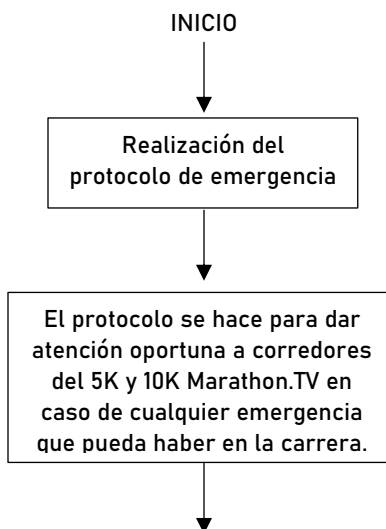 INICIO
Realización del
protocolo de emergencia
El protocolo se hace para dar
atención oportuna a corredores
del 5K y 10K Marathon.TV en
caso de cualquier emergencia
que pueda haber en la carrera.